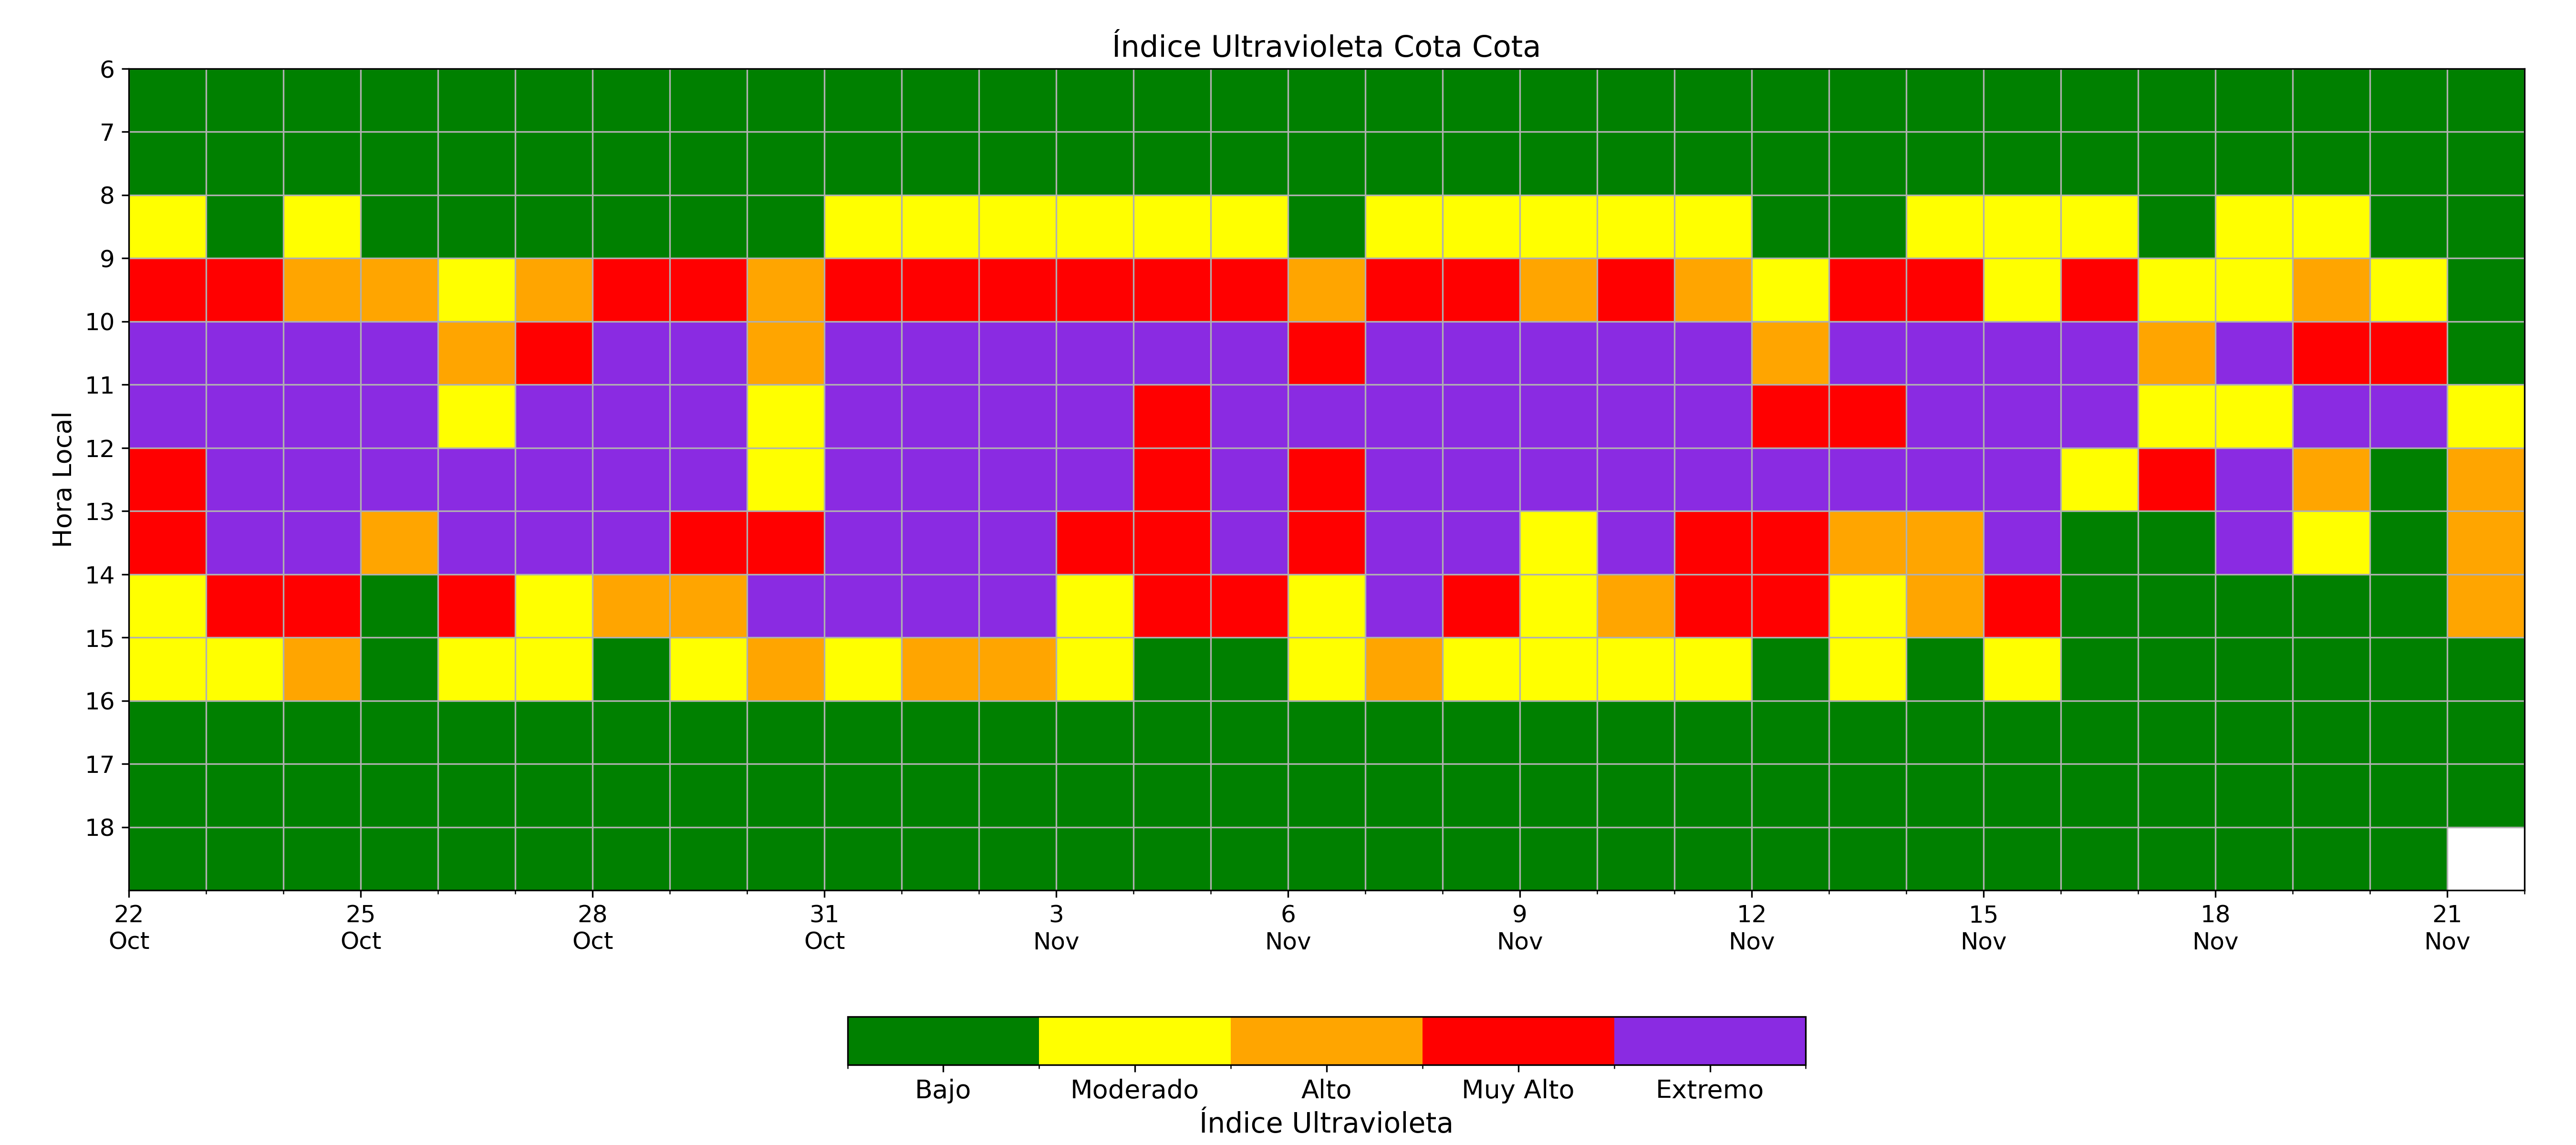 Índice Ultravioleta Cota Cota
Hora Local
6
7
8
9
10
11
12
13
14
15
16
17
18
22 25 28 31 3 6 9 12 15 18 21
Oct Oct Oct Oct Nov Nov Nov Nov Nov Nov Nov
Bajo Moderado Alto Muy Alto Extremo
Índice Ultravioleta